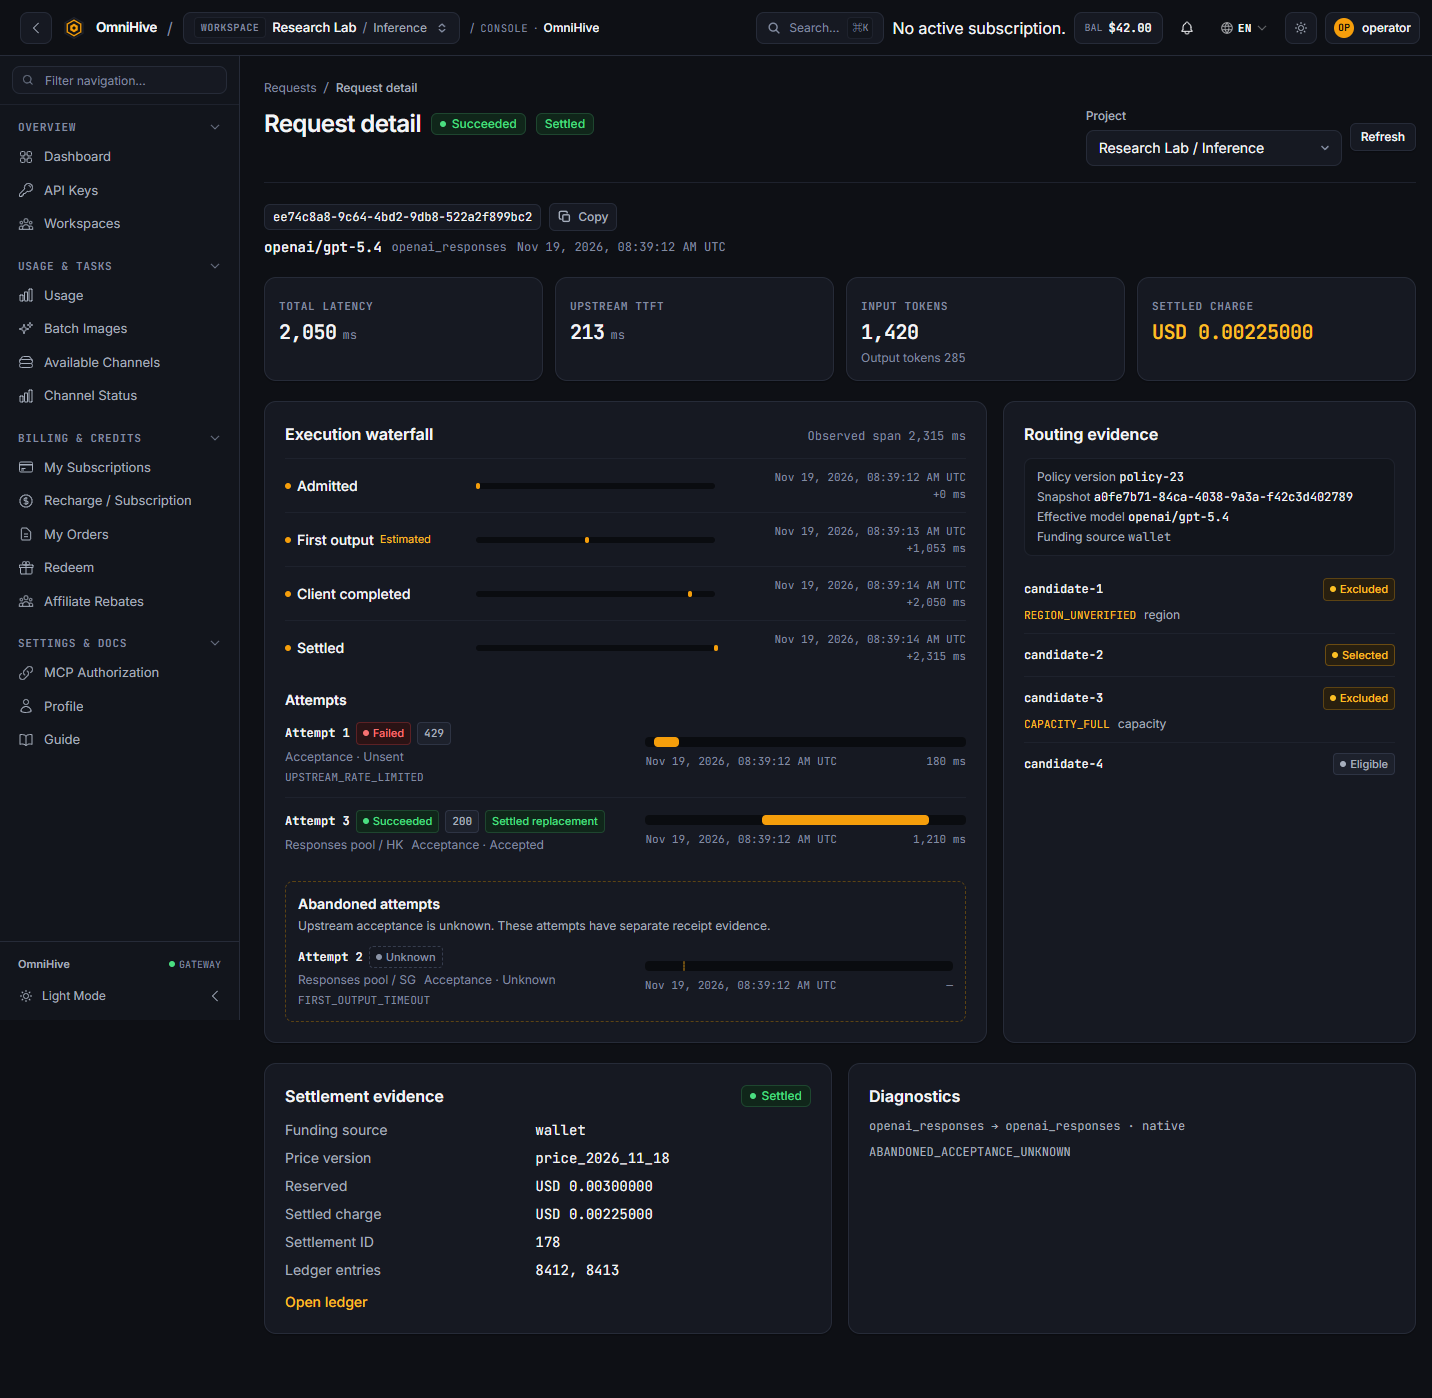 OmniHive / WORKSPACE Research Lab / Inference / CONSOLE · OmniHive
Search... ⌘K No active subscription. BAL $42.00 EN OP operator
Filter navigation...
OVERVIEW
Dashboard
API Keys
Workspaces
USAGE & TASKS
Usage
Batch Images
Available Channels
Channel Status
BILLING & CREDITS
My Subscriptions
Recharge / Subscription
My Orders
Redeem
Affiliate Rebates
SETTINGS & DOCS
MCP Authorization
Profile
Guide
OmniHive GATEWAY
Light Mode
Requests / Request detail
Request detail Succeeded Settled
Project
Research Lab / Inference
Refresh
ee74c8a8-9c64-4bd2-9db8-522a2f899bc2 Copy
openai/gpt-5.4 openai_responses Nov 19, 2026, 08:39:12 AM UTC
TOTAL LATENCY
2,050 ms
UPSTREAM TTFT
213 ms
INPUT TOKENS
1,420
Output tokens 285
SETTLED CHARGE
USD 0.00225000
Execution waterfall
Observed span 2,315 ms
Admitted
Nov 19, 2026, 08:39:12 AM UTC
+0 ms
First output Estimated
Nov 19, 2026, 08:39:13 AM UTC
+1,053 ms
Client completed
Nov 19, 2026, 08:39:14 AM UTC
+2,050 ms
Settled
Nov 19, 2026, 08:39:14 AM UTC
+2,315 ms
Attempts
Attempt 1 Failed 429
Acceptance · Unsent
UPSTREAM_RATE_LIMITED
Nov 19, 2026, 08:39:12 AM UTC 180 ms
Attempt 3 Succeeded 200 Settled replacement
Responses pool / HK Acceptance · Accepted
Nov 19, 2026, 08:39:12 AM UTC 1,210 ms
Abandoned attempts
Upstream acceptance is unknown. These attempts have separate receipt evidence.
Attempt 2 Unknown
Responses pool / SG Acceptance · Unknown
FIRST_OUTPUT_TIMEOUT
Nov 19, 2026, 08:39:12 AM UTC —
Routing evidence
Policy version policy-23
Snapshot a0fe7b71-84ca-4038-9a3a-f42c3d402789
Effective model openai/gpt-5.4
Funding source wallet
candidate-1 Excluded
REGION_UNVERIFIED region
candidate-2 Selected
candidate-3 Excluded
CAPACITY_FULL capacity
candidate-4 Eligible
Settlement evidence Settled
Funding source wallet
Price version price_2026_11_18
Reserved USD 0.00300000
Settled charge USD 0.00225000
Settlement ID 178
Ledger entries 8412, 8413
Open ledger
Diagnostics
openai_responses → openai_responses · native
ABANDONED_ACCEPTANCE_UNKNOWN